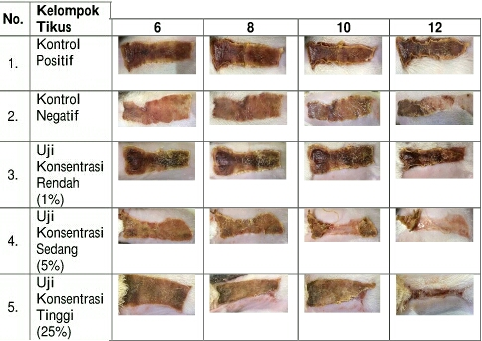 No. Kelompok Tikus 6 8 10 12
1. Kontrol Positif
2. Kontrol Negatif
3. Uji Konsentrasi Rendah (1%)
4. Uji Konsentrasi Sedang (5%)
5. Uji Konsentrasi Tinggi (25%)